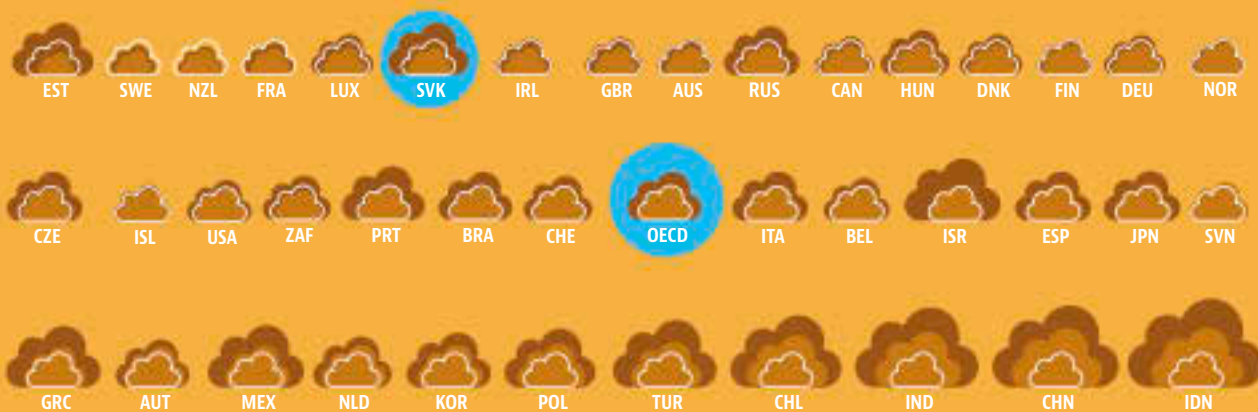 EST SWE NZL FRA LUX SVK IRL GBR AUS RUS CAN HUN DNK FIN DEU NOR
CZE ISL USA ZAF PRT BRA CHE OECD ITA BEL ISR ESP JPN SVN
GRC AUT MEX NLD KOR POL TUR CHL IND CHN IDN